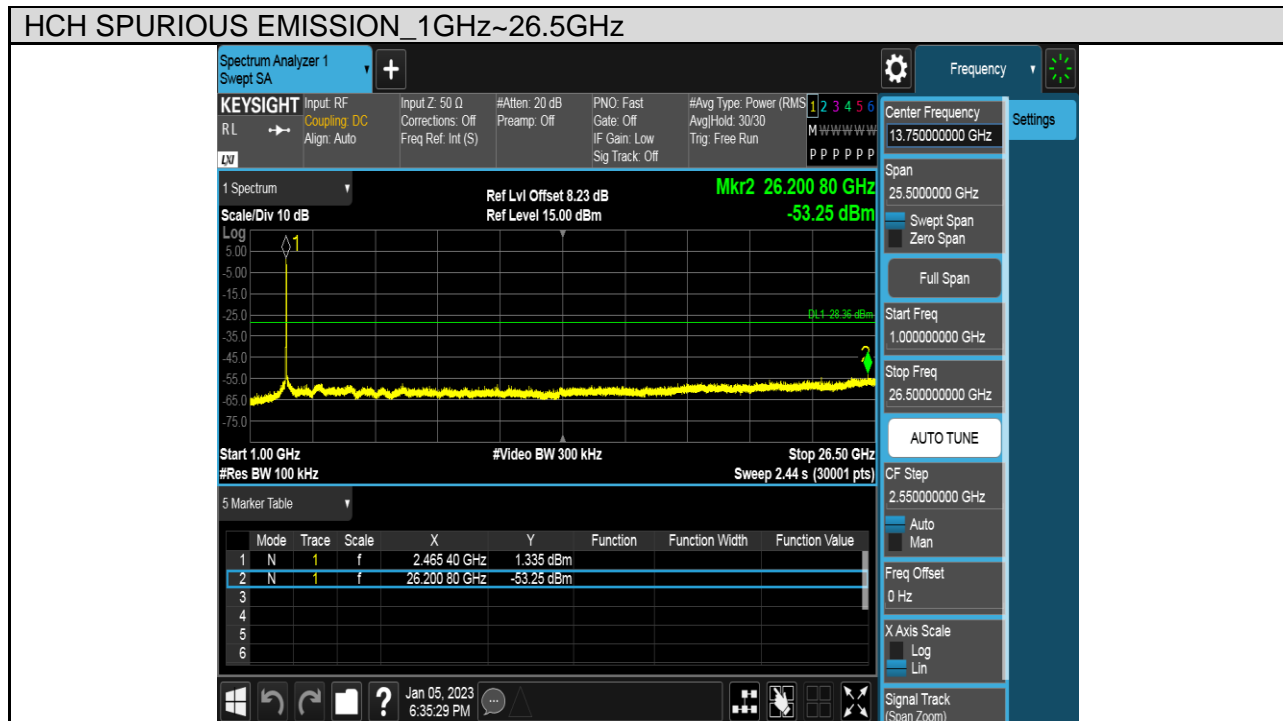 HCH SPURIOUS EMISSION_1GHz~26.5GHz
Spectrum Analyzer 1
Swept SA
+
Frequency
KEYSIGHT
RL
LXI
Input: RF
Coupling: DC
Align: Auto
Input Z: 50 Ω
Corrections: Off
Freq Ref: Int (S)
#Atten: 20 dB
Preamp: Off
PNO: Fast
Gate: Off
IF Gain: Low
Sig Track: Off
#Avg Type: Power (RMS
Avg|Hold: 30/30
Trig: Free Run
1 2 3 4 5 6
M W W W W W
P P P P P P
1 Spectrum
Scale/Div 10 dB
Ref Lvl Offset 8.23 dB
Ref Level 15.00 dBm
Mkr2 26.200 80 GHz
-53.25 dBm
Log
5.00
-5.00
-15.0
-25.0
-35.0
-45.0
-55.0
-65.0
-75.0
1
DL1 -28.36 dBm
2
Start 1.00 GHz
#Video BW 300 kHz
Stop 26.50 GHz
#Res BW 100 kHz
Sweep 2.44 s (30001 pts)
5 Marker Table
Mode Trace Scale X Y Function Function Width Function Value
1 N 1 f 2.465 40 GHz 1.335 dBm
2 N 1 f 26.200 80 GHz -53.25 dBm
3
4
5
6
?
Jan 05, 2023
6:35:29 PM
Center Frequency
13.750000000 GHz
Settings
Span
25.5000000 GHz
Swept Span
Zero Span
Full Span
Start Freq
1.000000000 GHz
Stop Freq
26.500000000 GHz
AUTO TUNE
CF Step
2.550000000 GHz
Auto
Man
Freq Offset
0 Hz
X Axis Scale
Log
Lin
Signal Track
(Span Zoom)